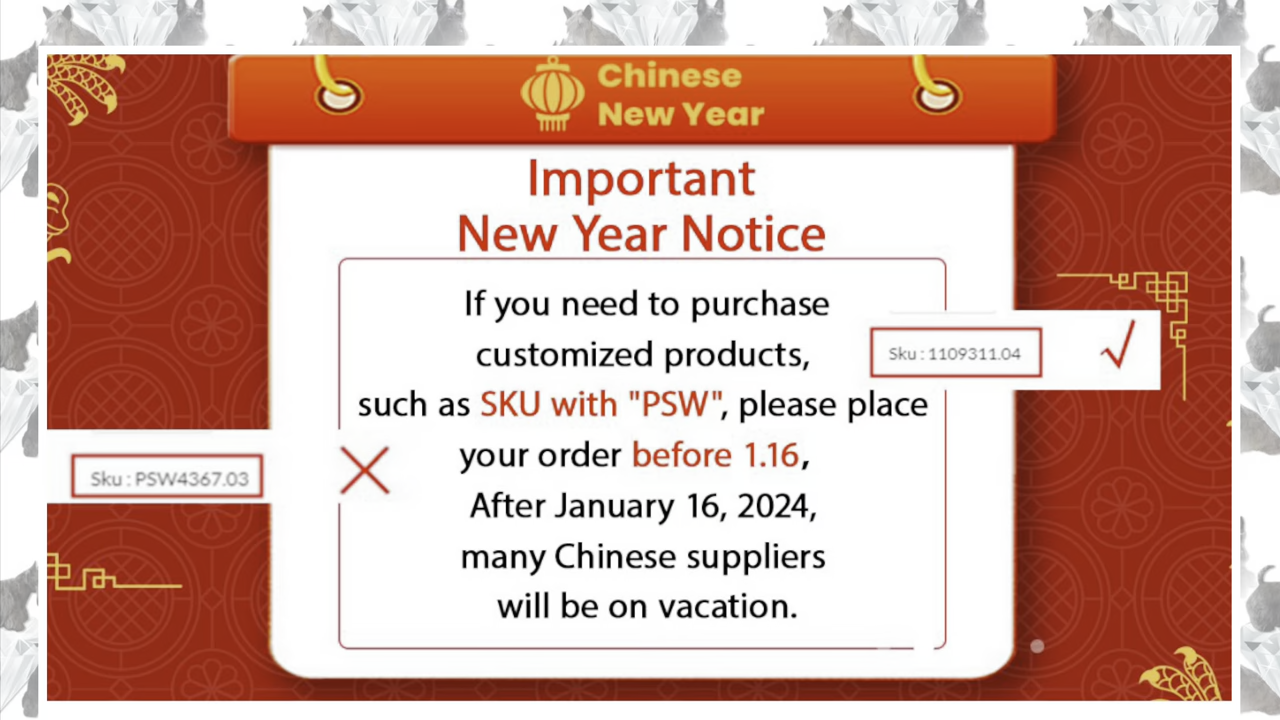 Chinese
New Year
Important
New Year Notice
If you need to purchase
customized products,
Sku : 1109311.04
such as SKU with "PSW", please place
your order before 1.16,
Sku : PSW4367.03
After January 16, 2024,
many Chinese suppliers
will be on vacation.